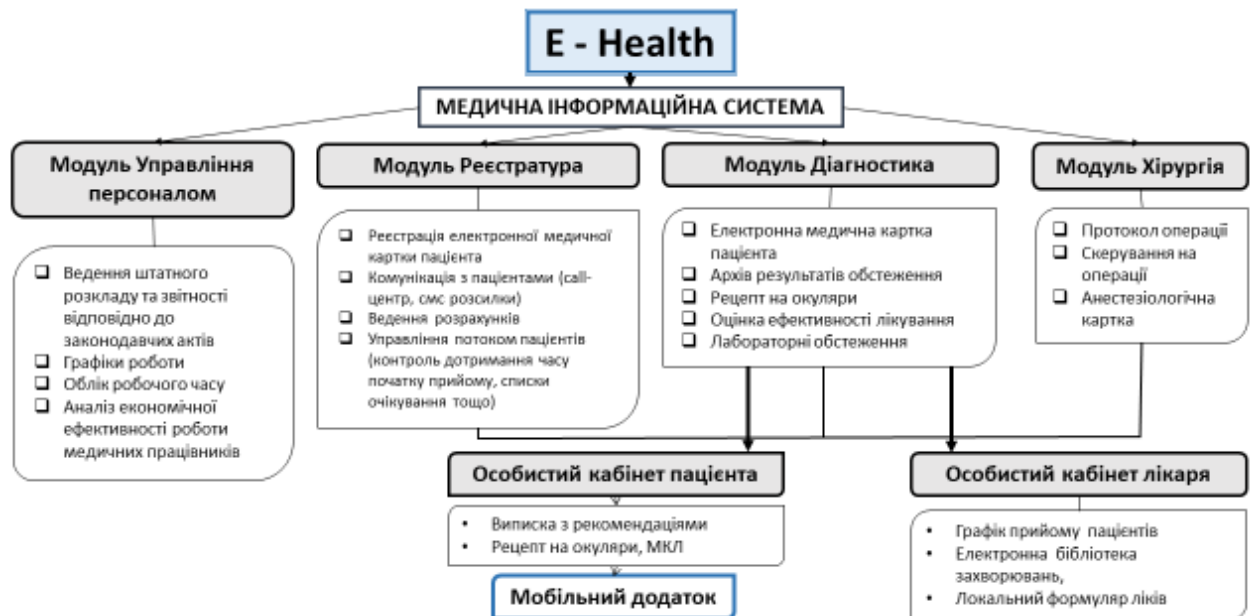 E - Health
МЕДИЧНА ІНФОРМАЦІЙНА СИСТЕМА
Модуль Управління
персоналом
❑ Ведення штатного
розкладу та звітності
відповідно до
законодавчих актів
❑ Графіки роботи
❑ Облік робочого часу
❑ Аналіз економічної
ефективності роботи
медичних працівників
Модуль Реєстратура
❑ Реєстрація електронної медичної
картки пацієнта
❑ Комунікація з пацієнтами (call-
центр, смс розсилки)
❑ Ведення розрахунків
❑ Управління потоком пацієнтів
(контроль дотримання часу
початку прийому, списки
очікування тощо)
Модуль Діагностика
❑ Електронна медична картка
пацієнта
❑ Архів результатів обстеження
❑ Рецепт на окуляри
❑ Оцінка ефективності лікування
❑ Лабораторні обстеження
Модуль Хірургія
❑ Протокол операції
❑ Скерування на
операції
❑ Анестезіологічна
картка
Особистий кабінет пацієнта
• Виписка з рекомендаціями
• Рецепт на окуляри, МКЛ
Мобільний додаток
Особистий кабінет лікаря
• Графік прийому пацієнтів
• Електронна бібліотека
захворювань,
• Локальний формуляр ліків